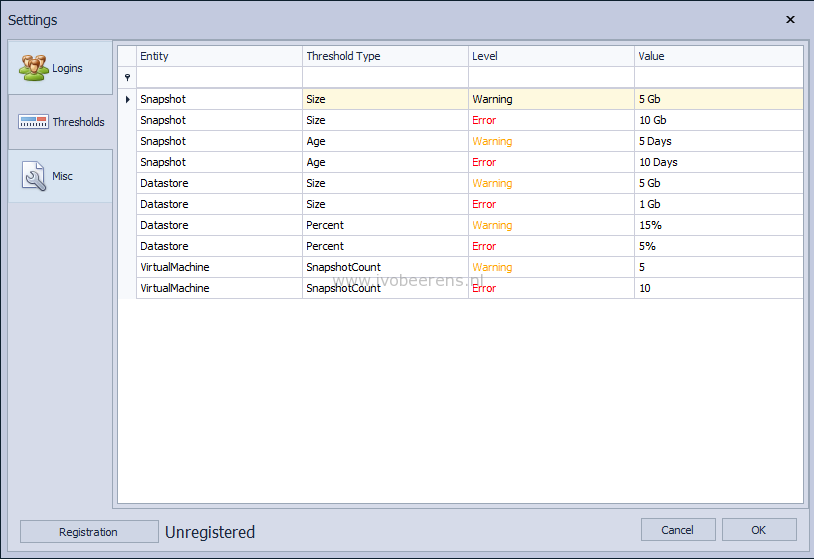 Settings
Logins
Thresholds
Misc
Entity Threshold Type Level Value
Snapshot Size Warning 5 Gb
Snapshot Size Error 10 Gb
Snapshot Age Warning 5 Days
Snapshot Age Error 10 Days
Datastore Size Warning 5 Gb
Datastore Size Error 1 Gb
Datastore Percent Warning 15%
Datastore Percent Error 5%
VirtualMachine SnapshotCount Warning 5
www.ivobeerens.nl
VirtualMachine SnapshotCount Error 10
Registration Unregistered Cancel OK